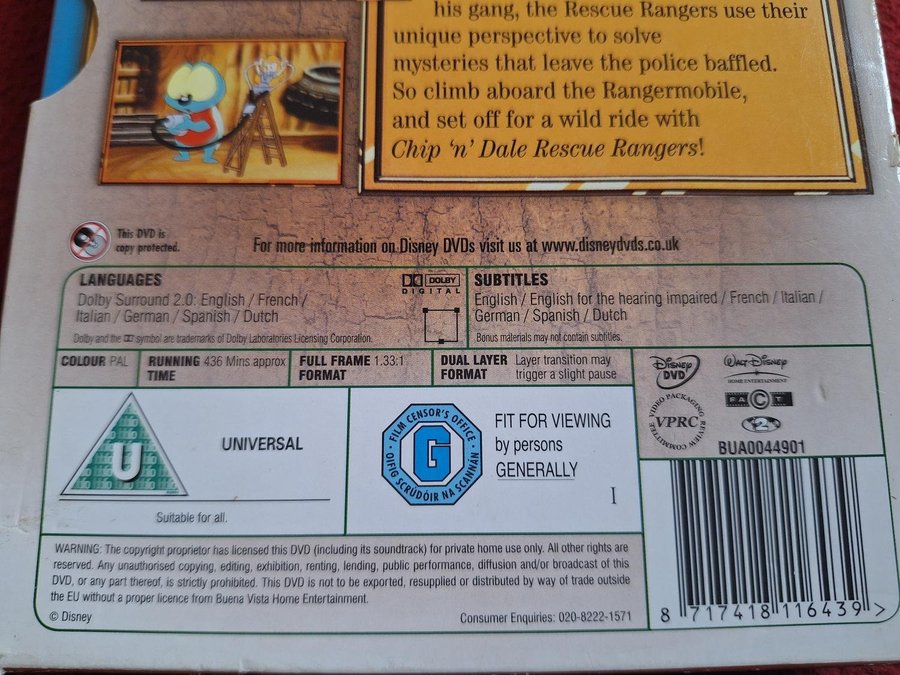 his gang, the Rescue Rangers use their
unique perspective to solve
mysteries that leave the police baffled.
So climb aboard the Rangermobile,
and set off for a wild ride with
Chip ‘n’ Dale Rescue Rangers!
This DVD is
copy protected.
For more information on Disney DVDs visit us at www.disneydvds.co.uk
LANGUAGES
Dolby Surround 2.0: English / French /
Italian / German / Spanish / Dutch
DOLBY
DIGITAL
Dolby and the DD symbol are trademarks of Dolby Laboratories Licensing Corporation.
SUBTITLES
English / English for the hearing impaired / French / Italian /
German / Spanish / Dutch
Bonus materials may not contain subtitles.
COLOUR PAL
RUNNING 436 Mins approx
TIME
FULL FRAME 1.33:1
FORMAT
DUAL LAYER Layer transition may
FORMAT trigger a slight pause
Disney
DVD
WALT DISNEY
HOME ENTERTAINMENT
VIDEO PACKAGING
REVIEW COMMITTEE
VPRC
FACT
2
BUA0044901
U
UNIVERSAL
Suitable for all.
FILM CENSOR'S OFFICE
OIFIG SCRÚDÓIR NA SCANNÁN
G
FIT FOR VIEWING
by persons
GENERALLY
I
WARNING: The copyright proprietor has licensed this DVD (including its soundtrack) for private home use only. All other rights are
reserved. Any unauthorised copying, editing, exhibition, renting, lending, public performance, diffusion and/or broadcast of this
DVD, or any part thereof, is strictly prohibited. This DVD is not to be exported, resupplied or distributed by way of trade outside
the EU without a proper licence from Buena Vista Home Entertainment.
© Disney
Consumer Enquiries: 020-8222-1571
8 717418 116439 >